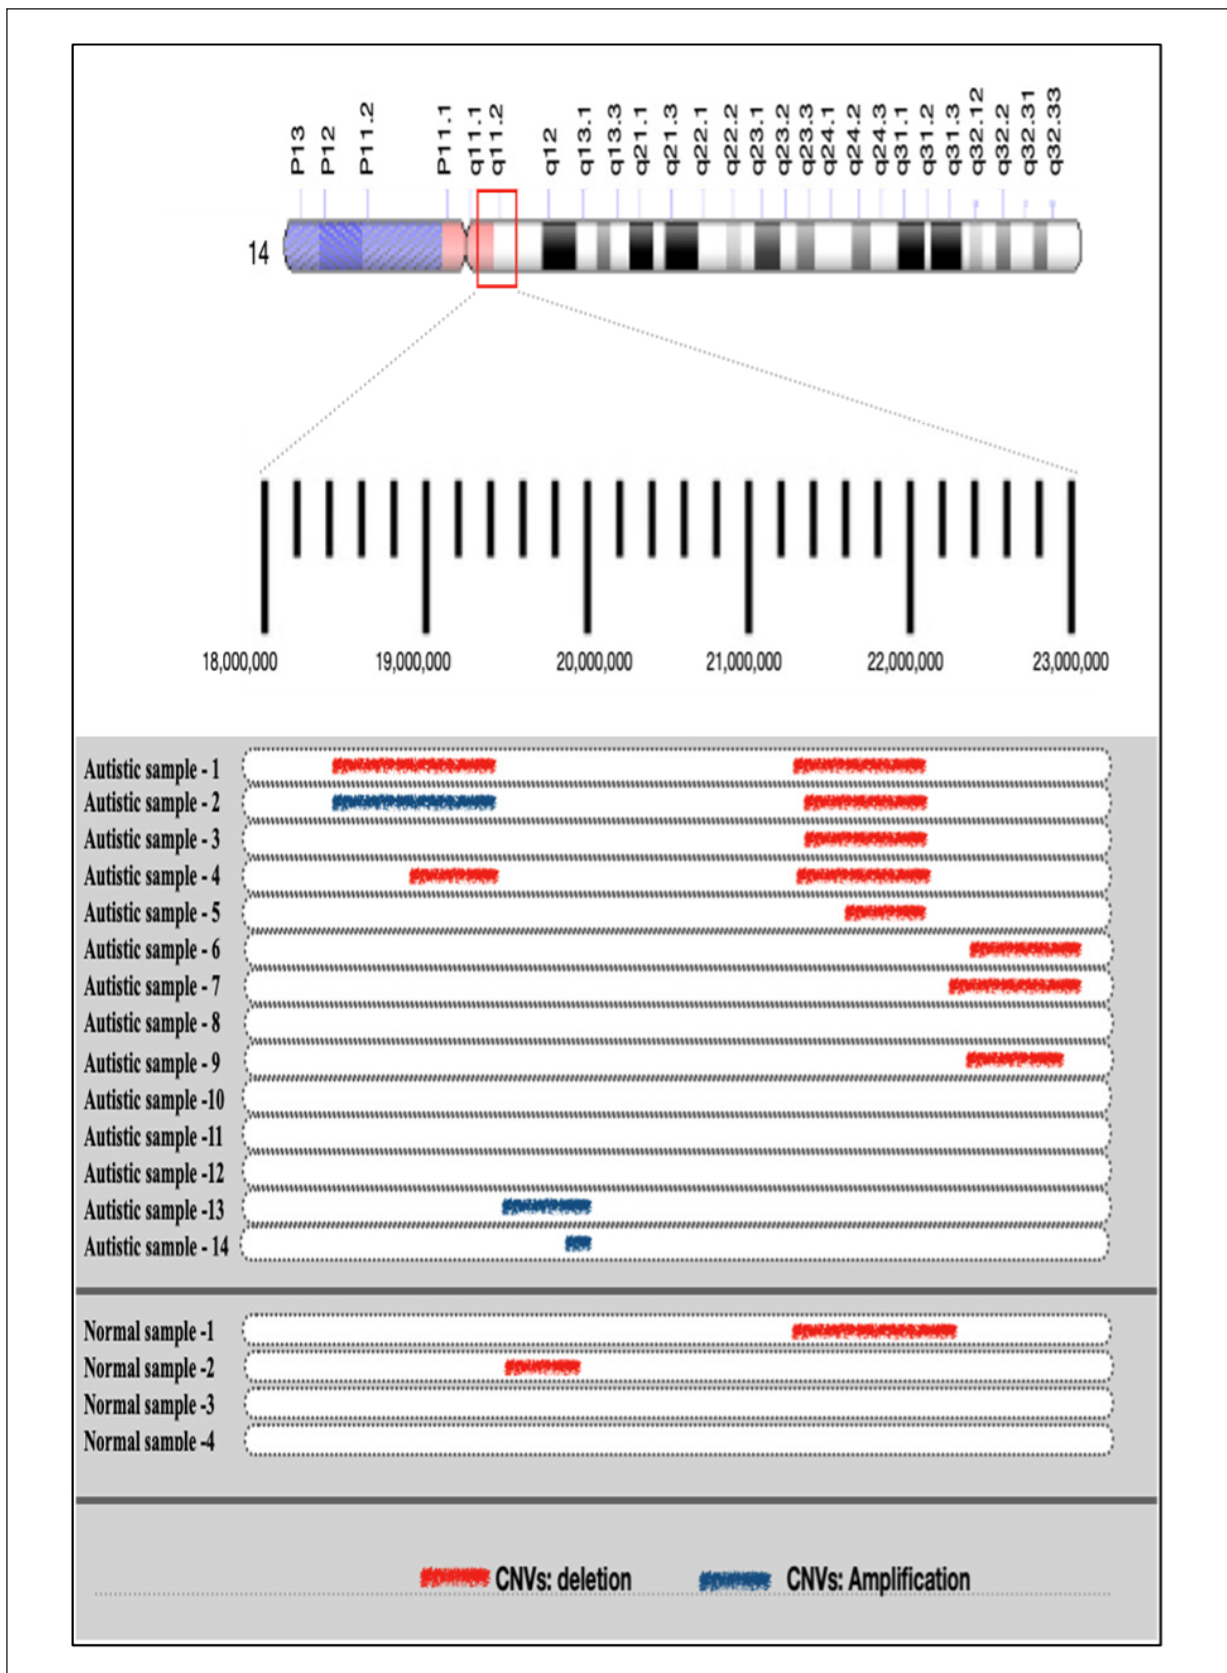 P13 P12 P11.2 P11.1 q11.1 q11.2 q12 q13.1 q13.3 q21.1 q21.3 q22.1 q22.2 q23.1 q23.2 q23.3 q24.1 q24.2 q24.3 q31.1 q31.2 q31.3 q32.12 q32.2 q32.31 q32.33
14
18,000,000 19,000,000 20,000,000 21,000,000 22,000,000 23,000,000
Autistic sample - 1
Autistic sample - 2
Autistic sample - 3
Autistic sample - 4
Autistic sample - 5
Autistic sample - 6
Autistic sample - 7
Autistic sample - 8
Autistic sample - 9
Autistic sample -10
Autistic sample -11
Autistic sample -12
Autistic sample -13
Autistic sample - 14
Normal sample -1
Normal sample -2
Normal sample -3
Normal sample -4
CNVs: deletion CNVs: Amplification